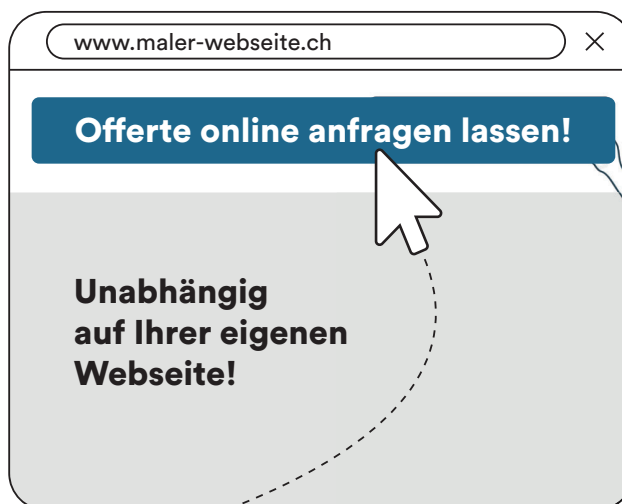 www.maler-webseite.ch
Offerte online anfragen lassen!
Unabhängig
auf Ihrer eigenen
Webseite!